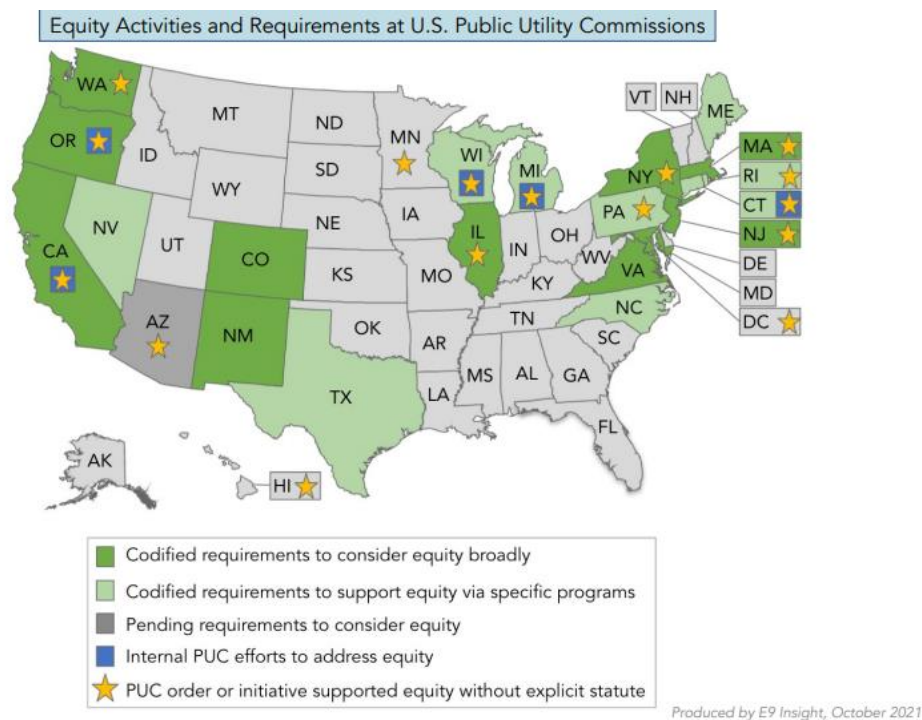 Equity Activities and Requirements at U.S. Public Utility Commissions
WA
MT
ND
MN
VT
NH
ME
OR
ID
SD
WI
MI
NY
MA
RI
CT
NJ
DE
MD
DC
WY
NE
IA
PA
NV
UT
CO
KS
MO
IL
IN
OH
WV
VA
KY
CA
AZ
NM
OK
AR
TN
NC
SC
TX
LA
MS
AL
GA
FL
AK
HI
Codified requirements to consider equity broadly
Codified requirements to support equity via specific programs
Pending requirements to consider equity
Internal PUC efforts to address equity
PUC order or initiative supported equity without explicit statute
Produced by E9 Insight, October 2021